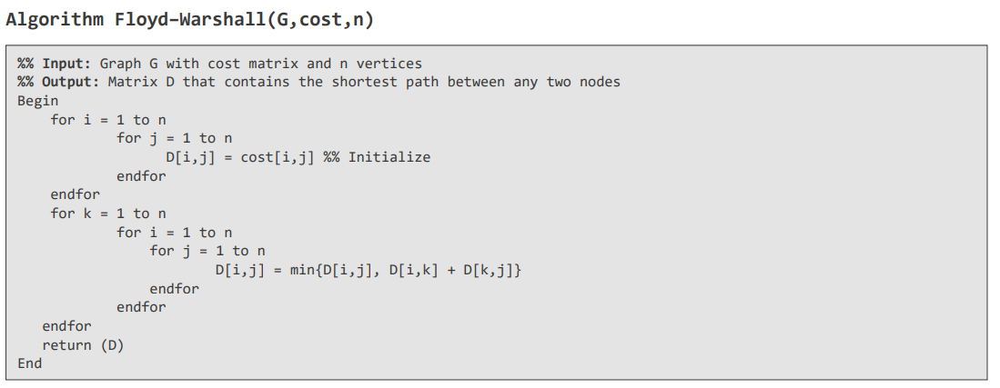 Algorithm Floyd-Warshall(G,cost,n)
%% Input: Graph G with cost matrix and n vertices
%% Output: Matrix D that contains the shortest path between any two nodes
Begin
for i = 1 to n
for j = 1 to n
D[i,j] = cost[i,j] %% Initialize
endfor
endfor
for k = 1 to n
for i = 1 to n
for j = 1 to n
D[i,j] = min{D[i,j], D[i,k] + D[k,j]}
endfor
endfor
endfor
return (D)
End